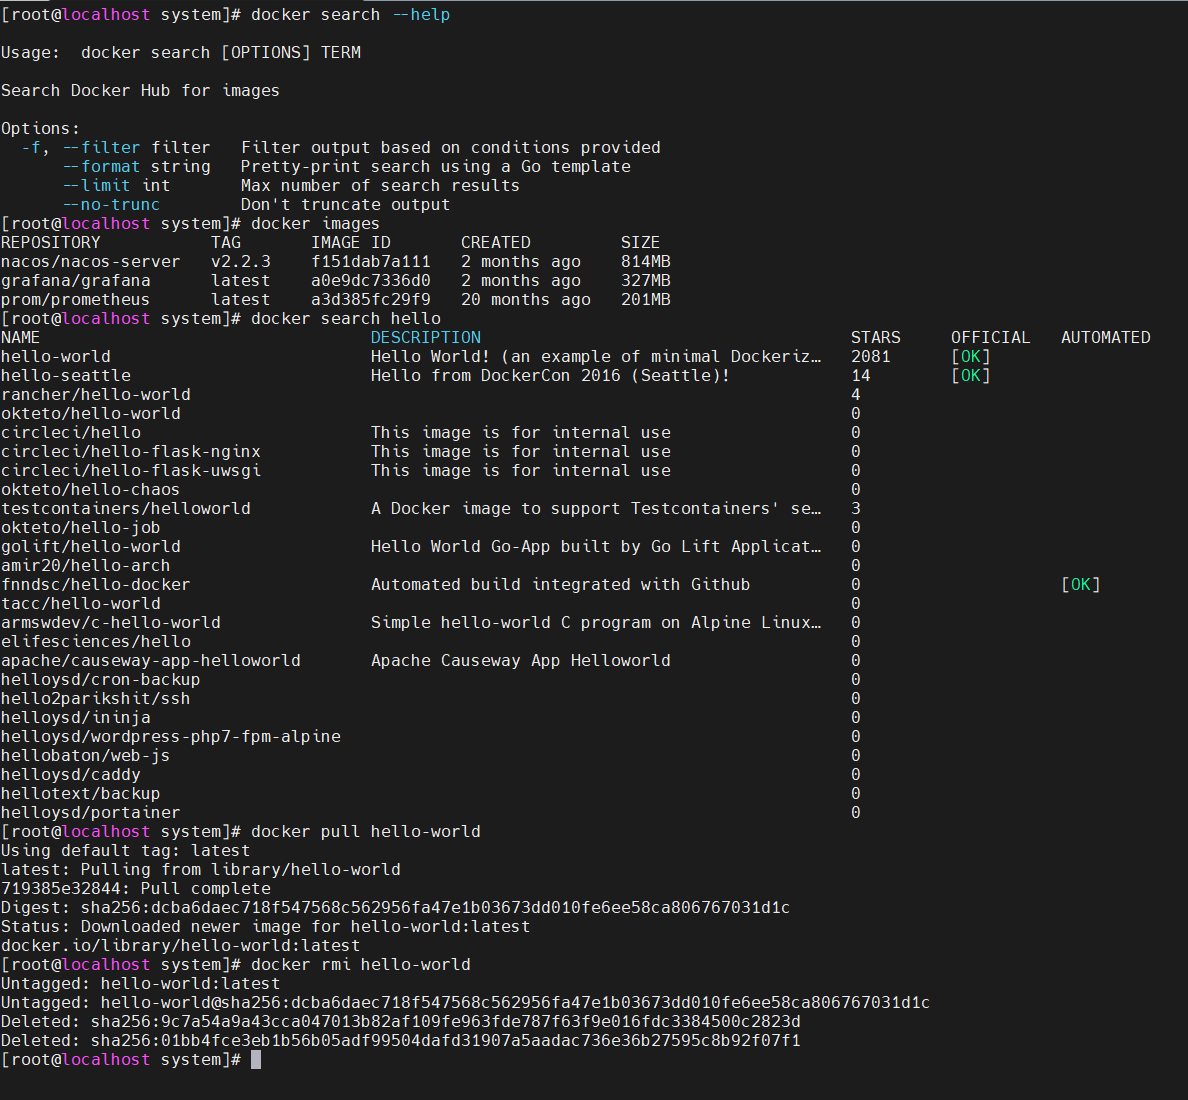 [root@localhost system]# docker search --help
Usage:  docker search [OPTIONS] TERM
Search Docker Hub for images
Options:
  -f, --filter filter   Filter output based on conditions provided
      --format string   Pretty-print search using a Go template
      --limit int       Max number of search results
      --no-trunc        Don't truncate output
[root@localhost system]# docker images
REPOSITORY           TAG       IMAGE ID       CREATED         SIZE
nacos/nacos-server   v2.2.3    f151dab7a111   2 months ago    814MB
grafana/grafana      latest    a0e9dc7336d0   2 months ago    327MB
prom/prometheus      latest    a3d385fc29f9   20 months ago   201MB
[root@localhost system]# docker search hello
NAME                                 DESCRIPTION                                     STARS     OFFICIAL   AUTOMATED
hello-world                          Hello World! (an example of minimal Dockeriz…   2081      [OK]
hello-seattle                        Hello from DockerCon 2016 (Seattle)!            14        [OK]
rancher/hello-world                                                                  4
okteto/hello-world                                                                   0
circleci/hello                       This image is for internal use                  0
circleci/hello-flask-nginx           This image is for internal use                  0
circleci/hello-flask-uwsgi           This image is for internal use                  0
okteto/hello-chaos                                                                   0
testcontainers/helloworld            A Docker image to support Testcontainers' se…   3
okteto/hello-job                                                                     0
golift/hello-world                   Hello World Go-App built by Go Lift Applicat…   0
amir20/hello-arch                                                                    0
fnndsc/hello-docker                  Automated build integrated with Github          0                    [OK]
tacc/hello-world                                                                     0
armswdev/c-hello-world               Simple hello-world C program on Alpine Linux…   0
elifesciences/hello                                                                  0
apache/causeway-app-helloworld       Apache Causeway App Helloworld                  0
helloysd/cron-backup                                                                 0
hello2parikshit/ssh                                                                  0
helloysd/ininja                                                                      0
helloysd/wordpress-php7-fpm-alpine                                                   0
hellobaton/web-js                                                                    0
helloysd/caddy                                                                       0
hellotext/backup                                                                     0
helloysd/portainer                                                                   0
[root@localhost system]# docker pull hello-world
Using default tag: latest
latest: Pulling from library/hello-world
719385e32844: Pull complete
Digest: sha256:dcba6daec718f547568c562956fa47e1b03673dd010fe6ee58ca806767031d1c
Status: Downloaded newer image for hello-world:latest
docker.io/library/hello-world:latest
[root@localhost system]# docker rmi hello-world
Untagged: hello-world:latest
Untagged: hello-world@sha256:dcba6daec718f547568c562956fa47e1b03673dd010fe6ee58ca806767031d1c
Deleted: sha256:9c7a54a9a43cca047013b82af109fe963fde787f63f9e016fdc3384500c2823d
Deleted: sha256:01bb4fce3eb1b56b05adf99504dafd31907a5aadac736e36b27595c8b92f07f1
[root@localhost system]#